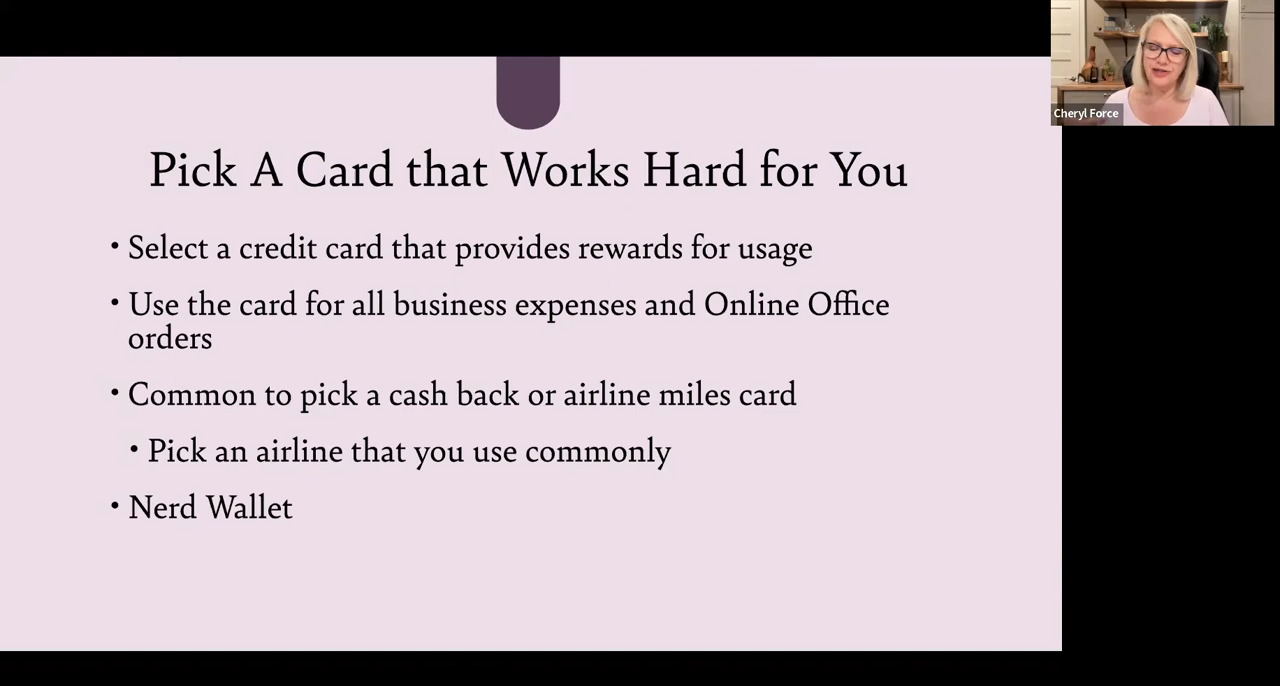 Cheryl Force
Pick A Card that Works Hard for You
• Select a credit card that provides rewards for usage
• Use the card for all business expenses and Online Office
orders
• Common to pick a cash back or airline miles card
• Pick an airline that you use commonly
• Nerd Wallet